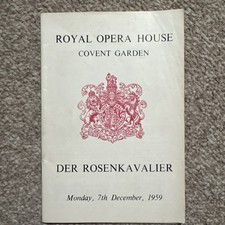 ROYAL OPERA HOUSE
COVENT GARDEN
DER ROSENKAVALIER
Monday, 7th December, 1959